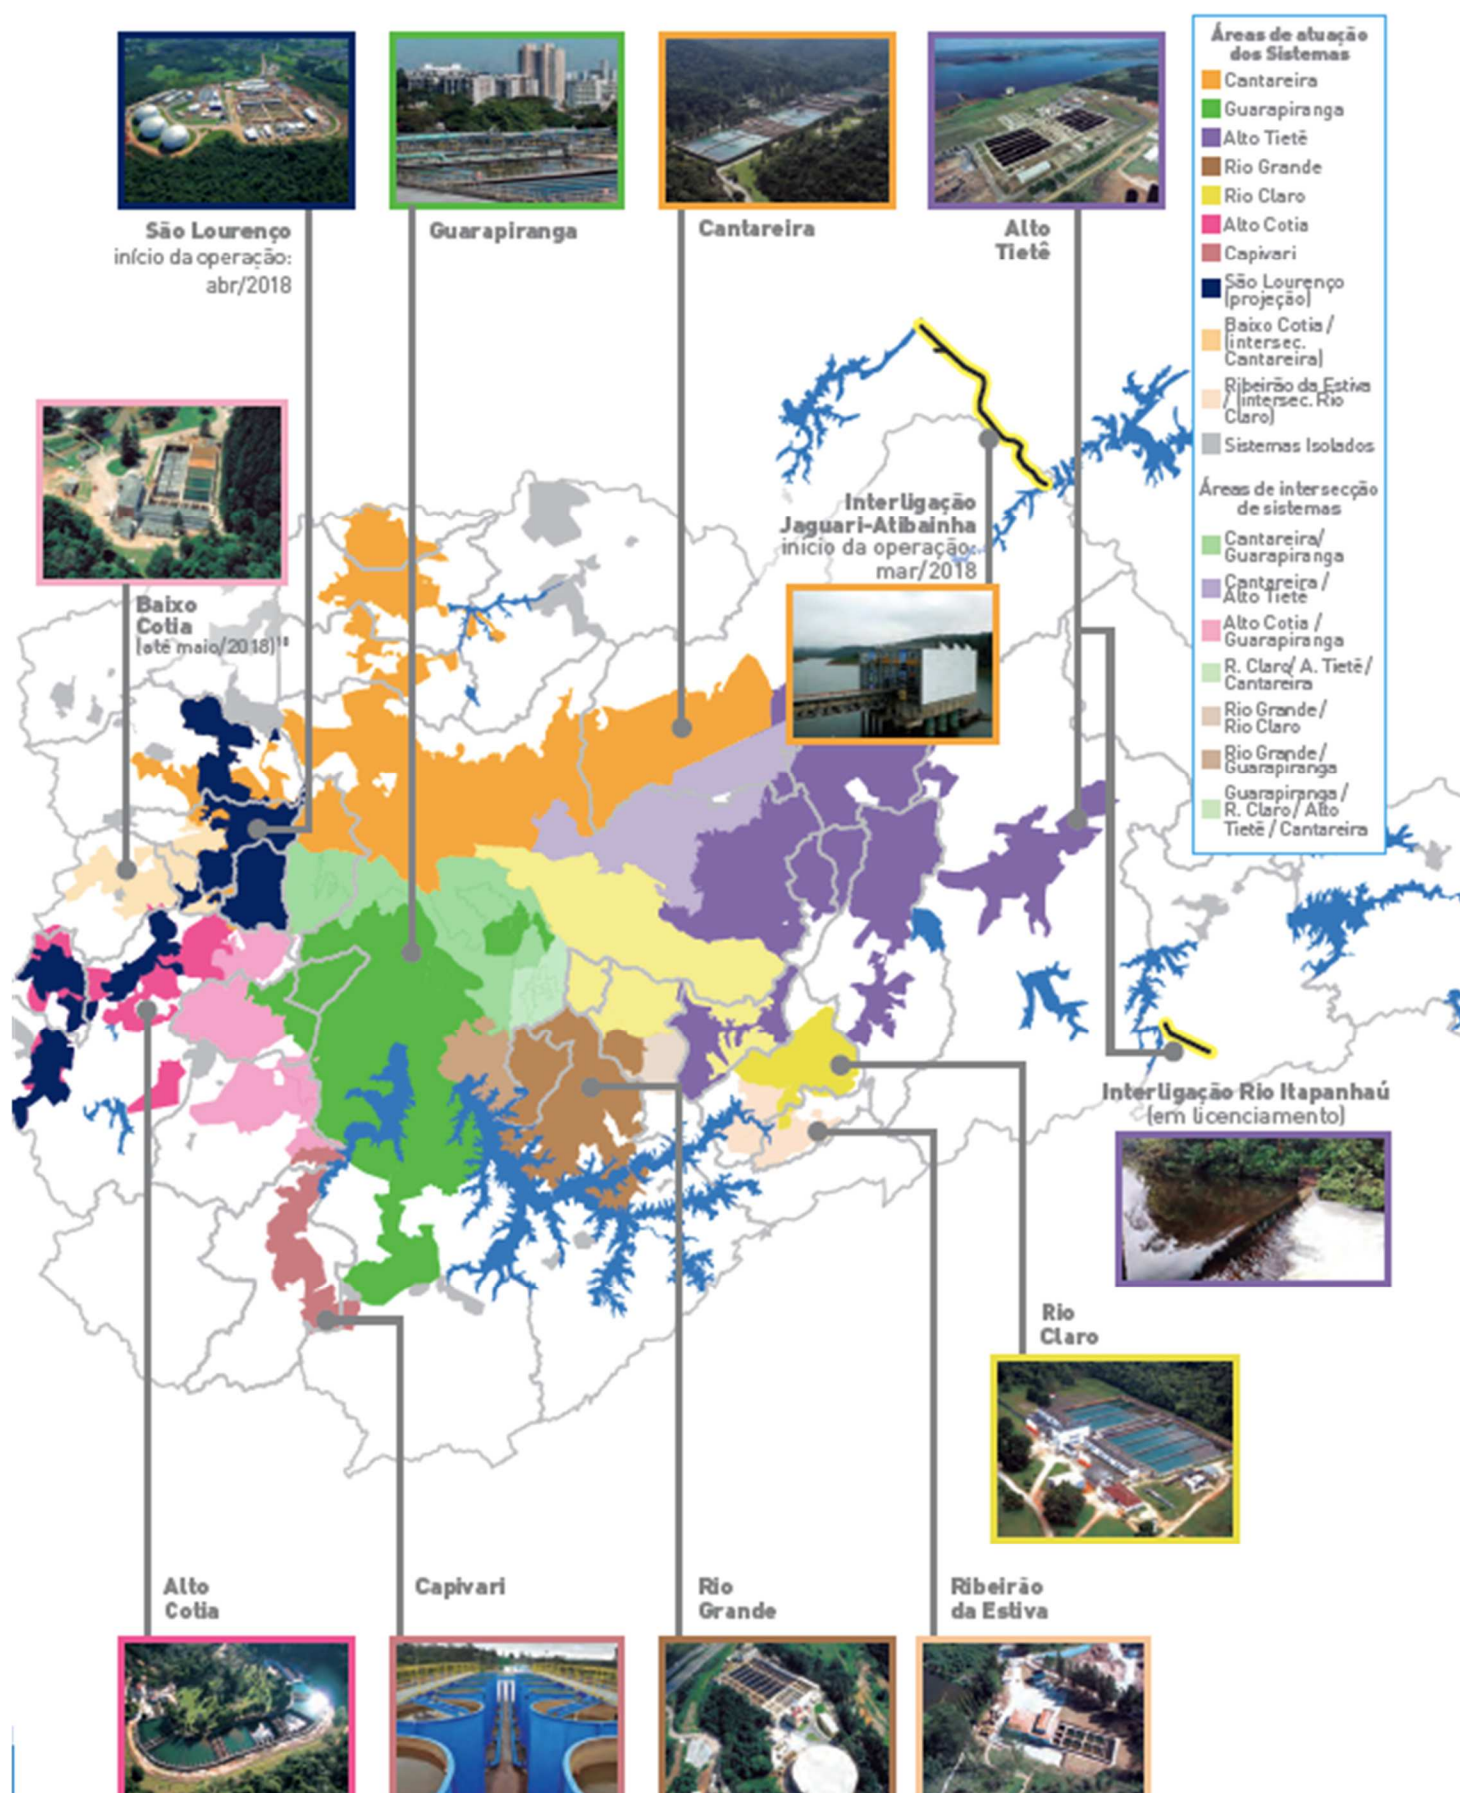 São Lourenço
início da operação:
abr/2018
Guarapiranga
Cantareira
Alto
Tietê
Áreas de atuação
dos Sistemas
Cantareira
Guarapiranga
Alto Tietê
Rio Grande
Rio Claro
Alto Cotia
Capivari
São Lourenço
(projeção)
Baixo Cotia /
(intersec.
Cantareira)
Ribeirão da Estiva
/ (intersec. Rio
Claro)
Sistemas Isolados
Áreas de intersecção
de sistemas
Cantareira/
Guarapiranga
Cantareira /
Alto Tietê
Alto Cotia /
Guarapiranga
R. Claro/ A. Tietê /
Cantareira
Rio Grande /
Rio Claro
Rio Grande /
Guarapiranga
Guarapiranga /
R. Claro / Alto
Tietê / Cantareira
Interligação
Jaguari-Atibainha
início da operação:
mar/2018
Baixo
Cotia
(até maio/2018)¹⁸
Interligação Rio Itapanhaú
(em licenciamento)
Rio
Claro
Alto
Cotia
Capivari
Rio
Grande
Ribeirão
da Estiva